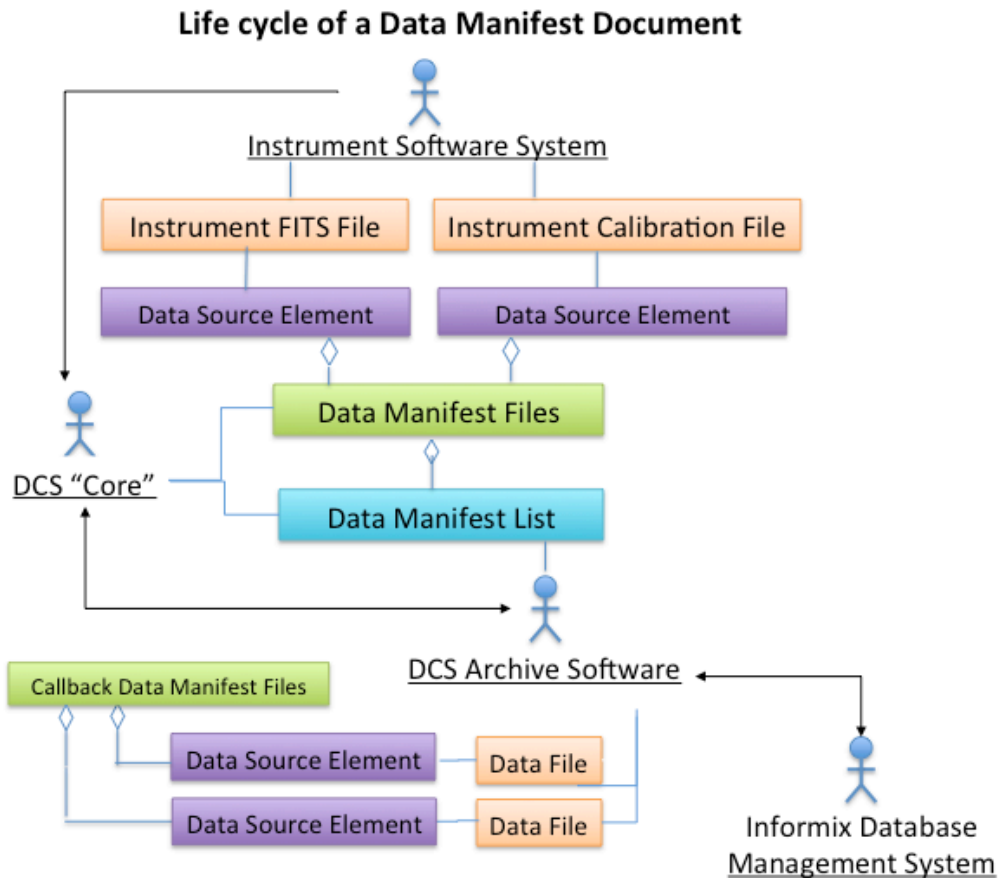 Life cycle of a Data Manifest Document
Instrument Software System
Instrument FITS File
Instrument Calibration File
Data Source Element
Data Source Element
Data Manifest Files
DCS “Core”
Data Manifest List
DCS Archive Software
Callback Data Manifest Files
Data Source Element
Data File
Data Source Element
Data File
Informix Database
Management System